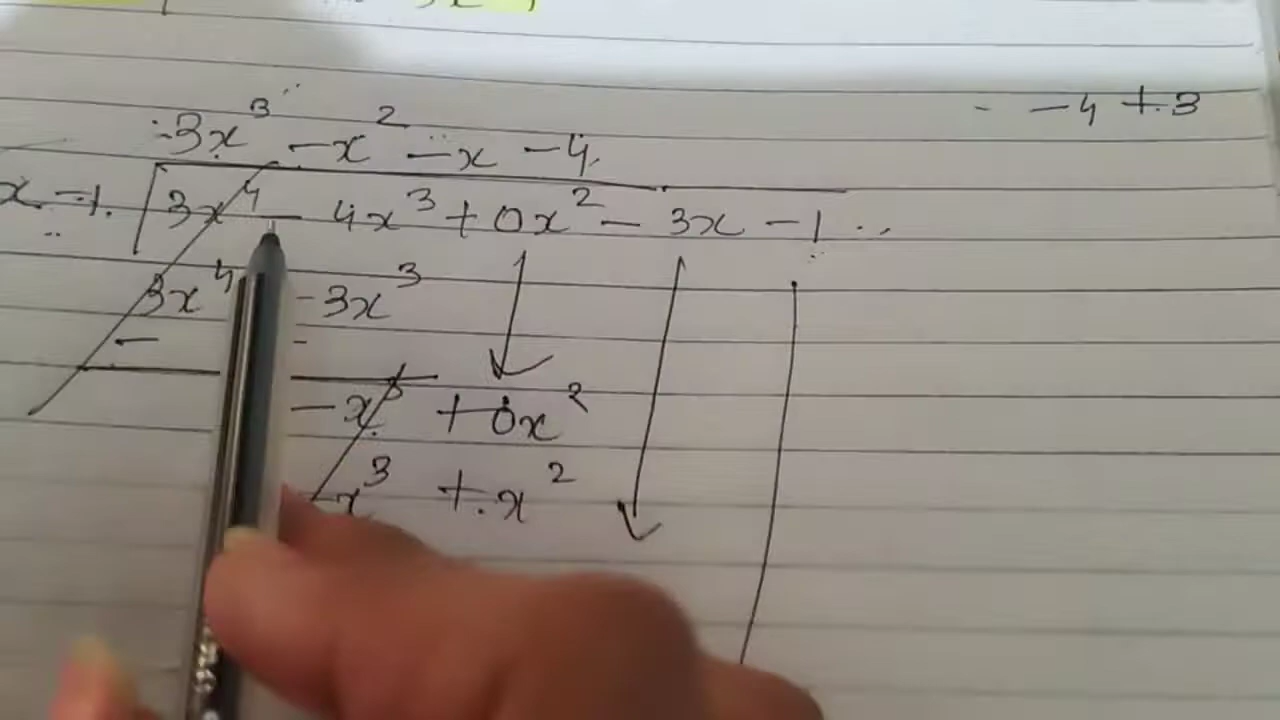 - -4 +3
3x³ -x² -x -4
x -1 3x⁴ - 4x³ + 0x² - 3x - 1
3x⁴ -3x³
- -
-x³ +0x²
x³ +x²